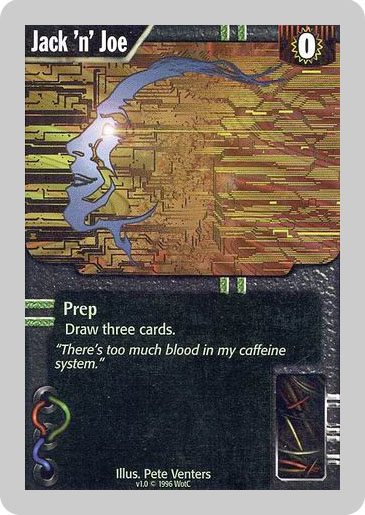 Jack 'n' Joe
0
Prep
Draw three cards.
"There's too much blood in my caffeine
system."
Illus. Pete Venters
v1.0 © 1996 WotC